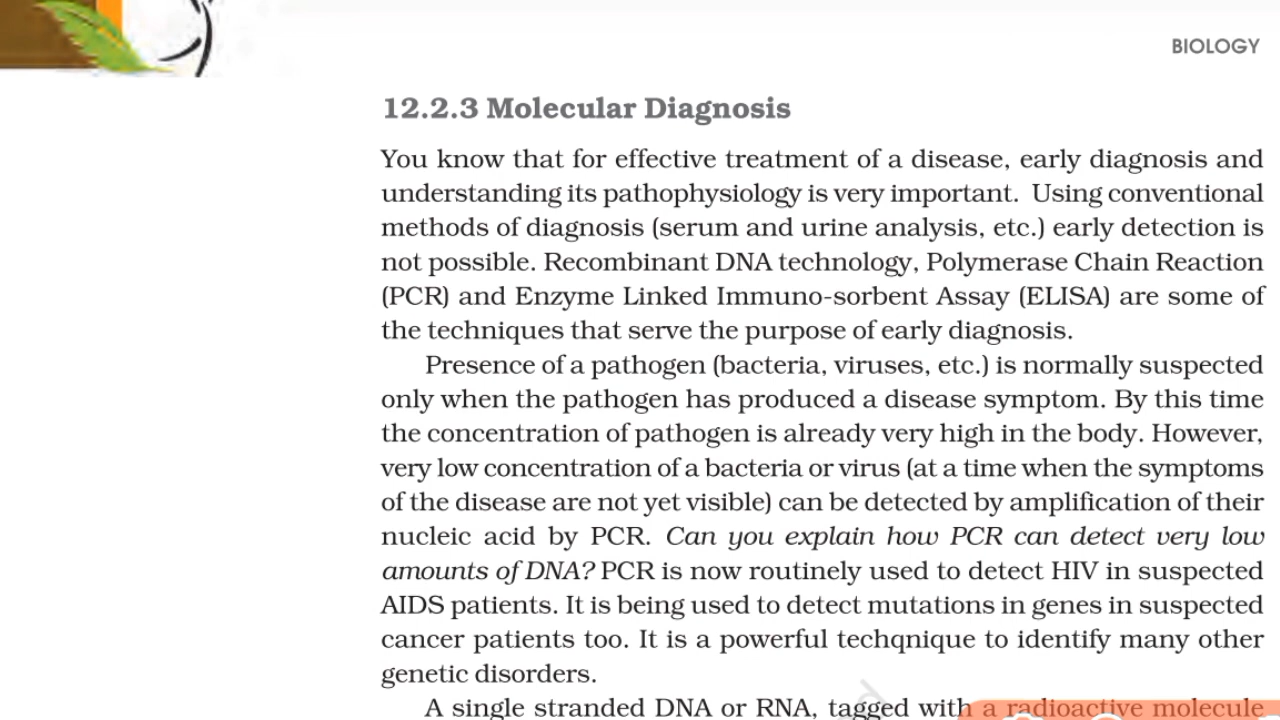 BIOLOGY
12.2.3 Molecular Diagnosis
You know that for effective treatment of a disease, early diagnosis and
understanding its pathophysiology is very important. Using conventional
methods of diagnosis (serum and urine analysis, etc.) early detection is
not possible. Recombinant DNA technology, Polymerase Chain Reaction
(PCR) and Enzyme Linked Immuno-sorbent Assay (ELISA) are some of
the techniques that serve the purpose of early diagnosis.
Presence of a pathogen (bacteria, viruses, etc.) is normally suspected
only when the pathogen has produced a disease symptom. By this time
the concentration of pathogen is already very high in the body. However,
very low concentration of a bacteria or virus (at a time when the symptoms
of the disease are not yet visible) can be detected by amplification of their
nucleic acid by PCR. Can you explain how PCR can detect very low
amounts of DNA? PCR is now routinely used to detect HIV in suspected
AIDS patients. It is being used to detect mutations in genes in suspected
cancer patients too. It is a powerful techqnique to identify many other
genetic disorders.
A single stranded DNA or RNA, tagged with a radioactive molecule